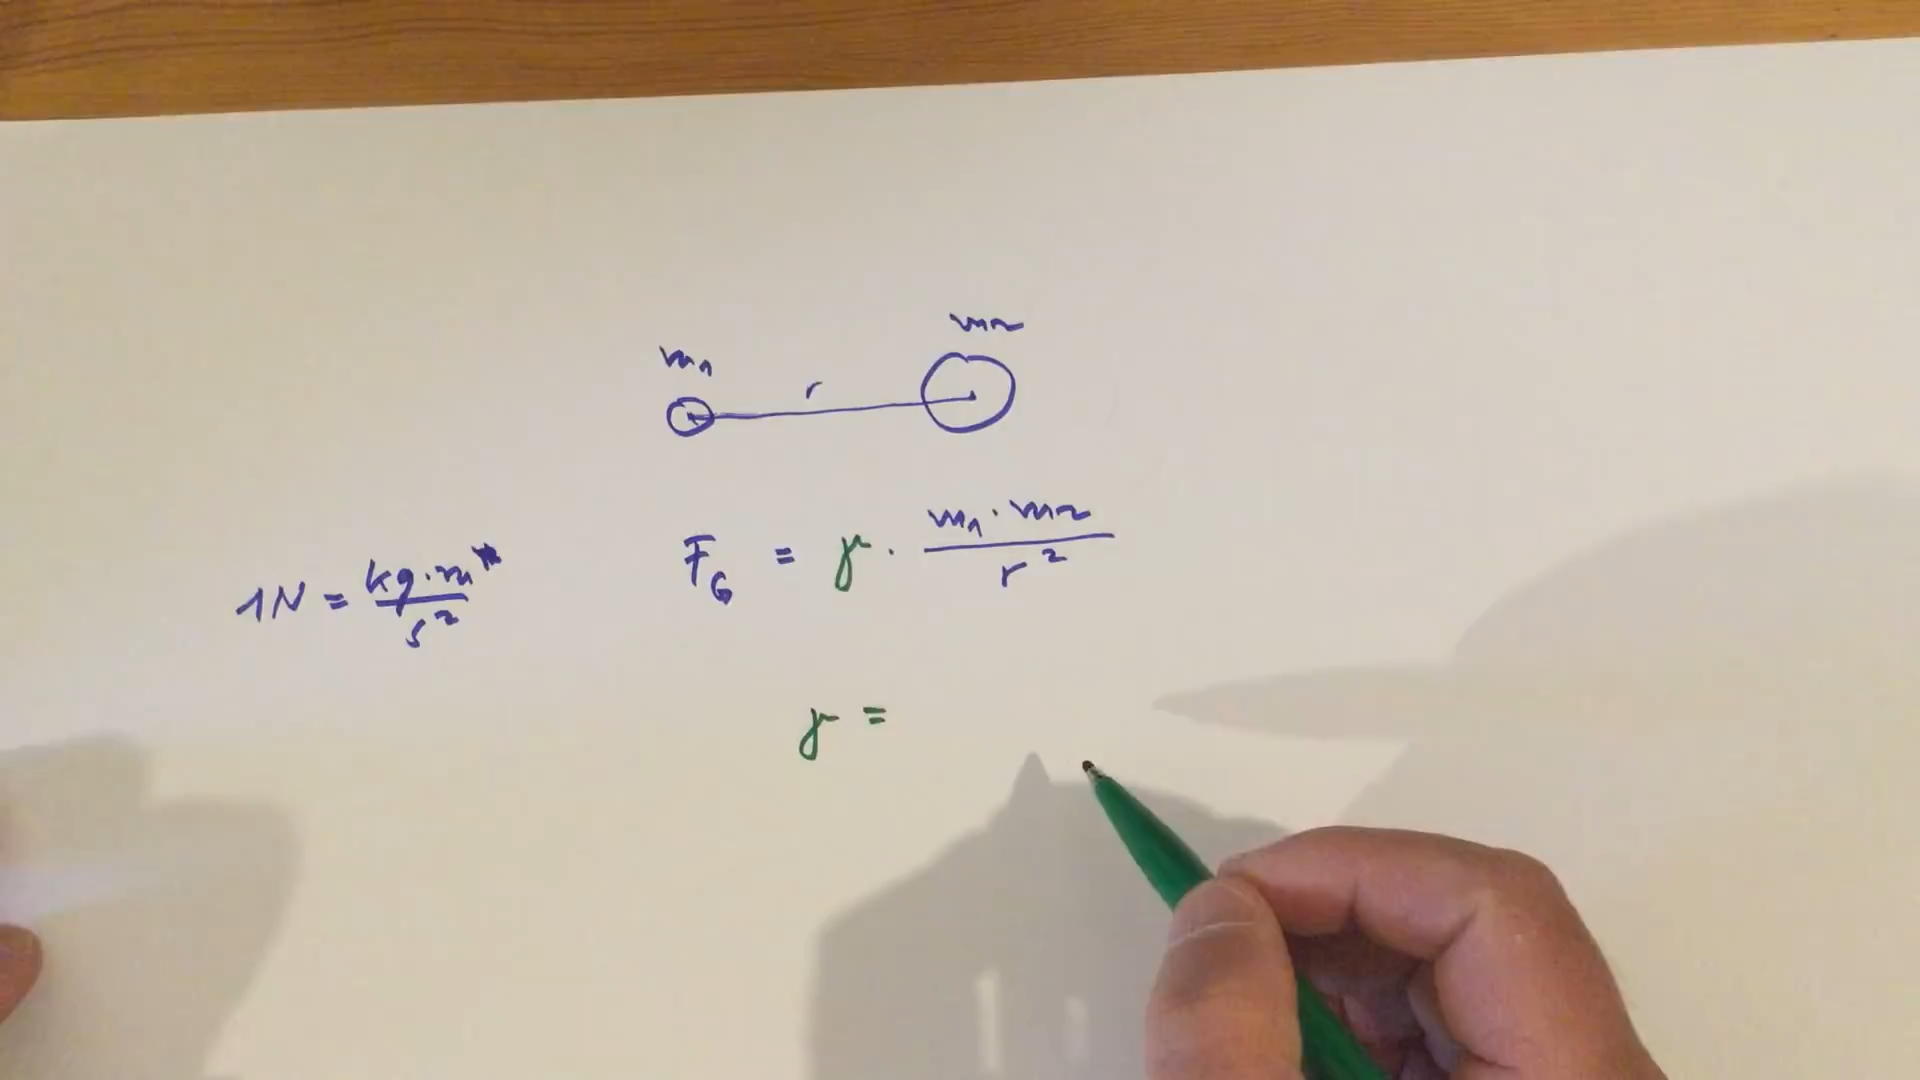 m₂
m₁
r
F_G = γ · (m₁ · m₂) / r²
1N = (kg · m) / s²
γ =